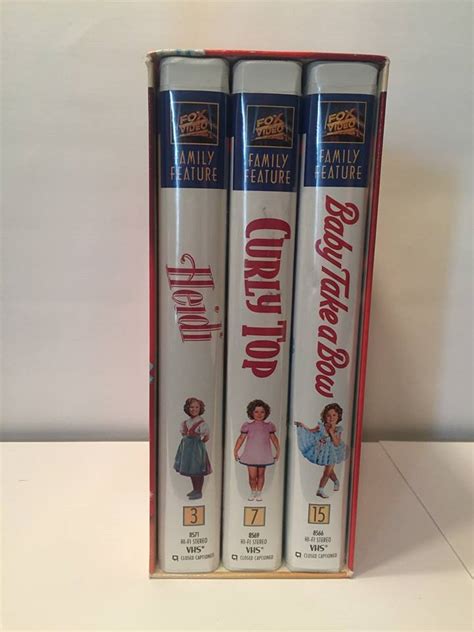 FOX
VIDEO
FAMILY
FEATURE
Heidi
3
8571
HI-FI STEREO
VHS
CLOSED CAPTIONED
FOX
VIDEO
FAMILY
FEATURE
CURLY TOP
7
8569
HI-FI STEREO
VHS
CLOSED CAPTIONED
FOX
VIDEO
FAMILY
FEATURE
Baby Take a Bow
15
8566
HI-FI STEREO
VHS
CLOSED CAPTIONED